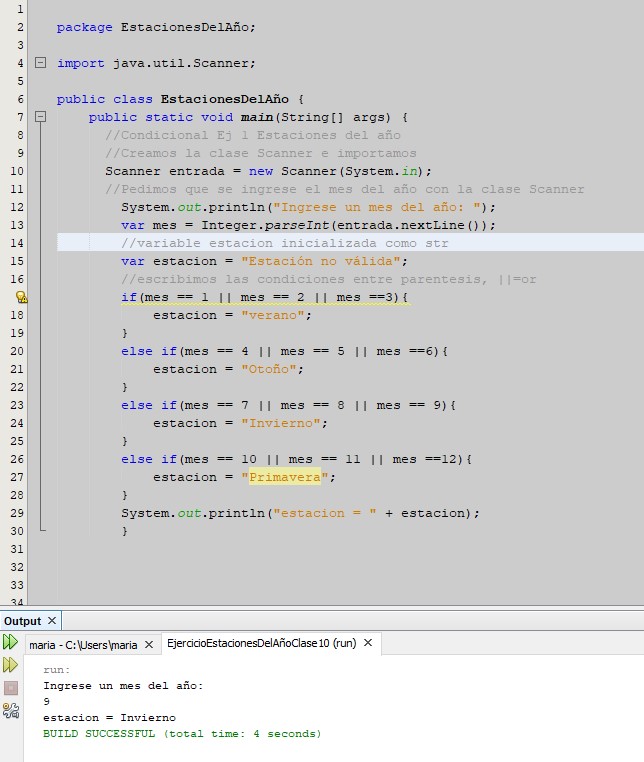 1
2 package EstacionesDelAño;
3
4 import java.util.Scanner;
5
6 public class EstacionesDelAño {
7 public static void main(String[] args) {
8 //Condicional Ej 1 Estaciones del año
9 //Creamos la clase Scanner e importamos
10 Scanner entrada = new Scanner(System.in);
11 //Pedimos que se ingrese el mes del año con la clase Scanner
12 System.out.println("Ingrese un mes del año: ");
13 var mes = Integer.parseInt(entrada.nextLine());
14 //variable estacion inicializada como str
15 var estacion = "Estación no válida";
16 //escribimos las condiciones entre parentesis, ||=or
if(mes == 1 || mes == 2 || mes ==3){
18 estacion = "verano";
19 }
20 else if(mes == 4 || mes == 5 || mes ==6){
21 estacion = "Otoño";
22 }
23 else if(mes == 7 || mes == 8 || mes == 9){
24 estacion = "Invierno";
25 }
26 else if(mes == 10 || mes == 11 || mes ==12){
27 estacion = "Primavera";
28 }
29 System.out.println("estacion = " + estacion);
30 }
31
32
33
34
Output ×
maria - C:\Users\maria × EjercicioEstacionesDelAñoClase10 (run) ×
run:
Ingrese un mes del año:
9
estacion = Invierno
BUILD SUCCESSFUL (total time: 4 seconds)